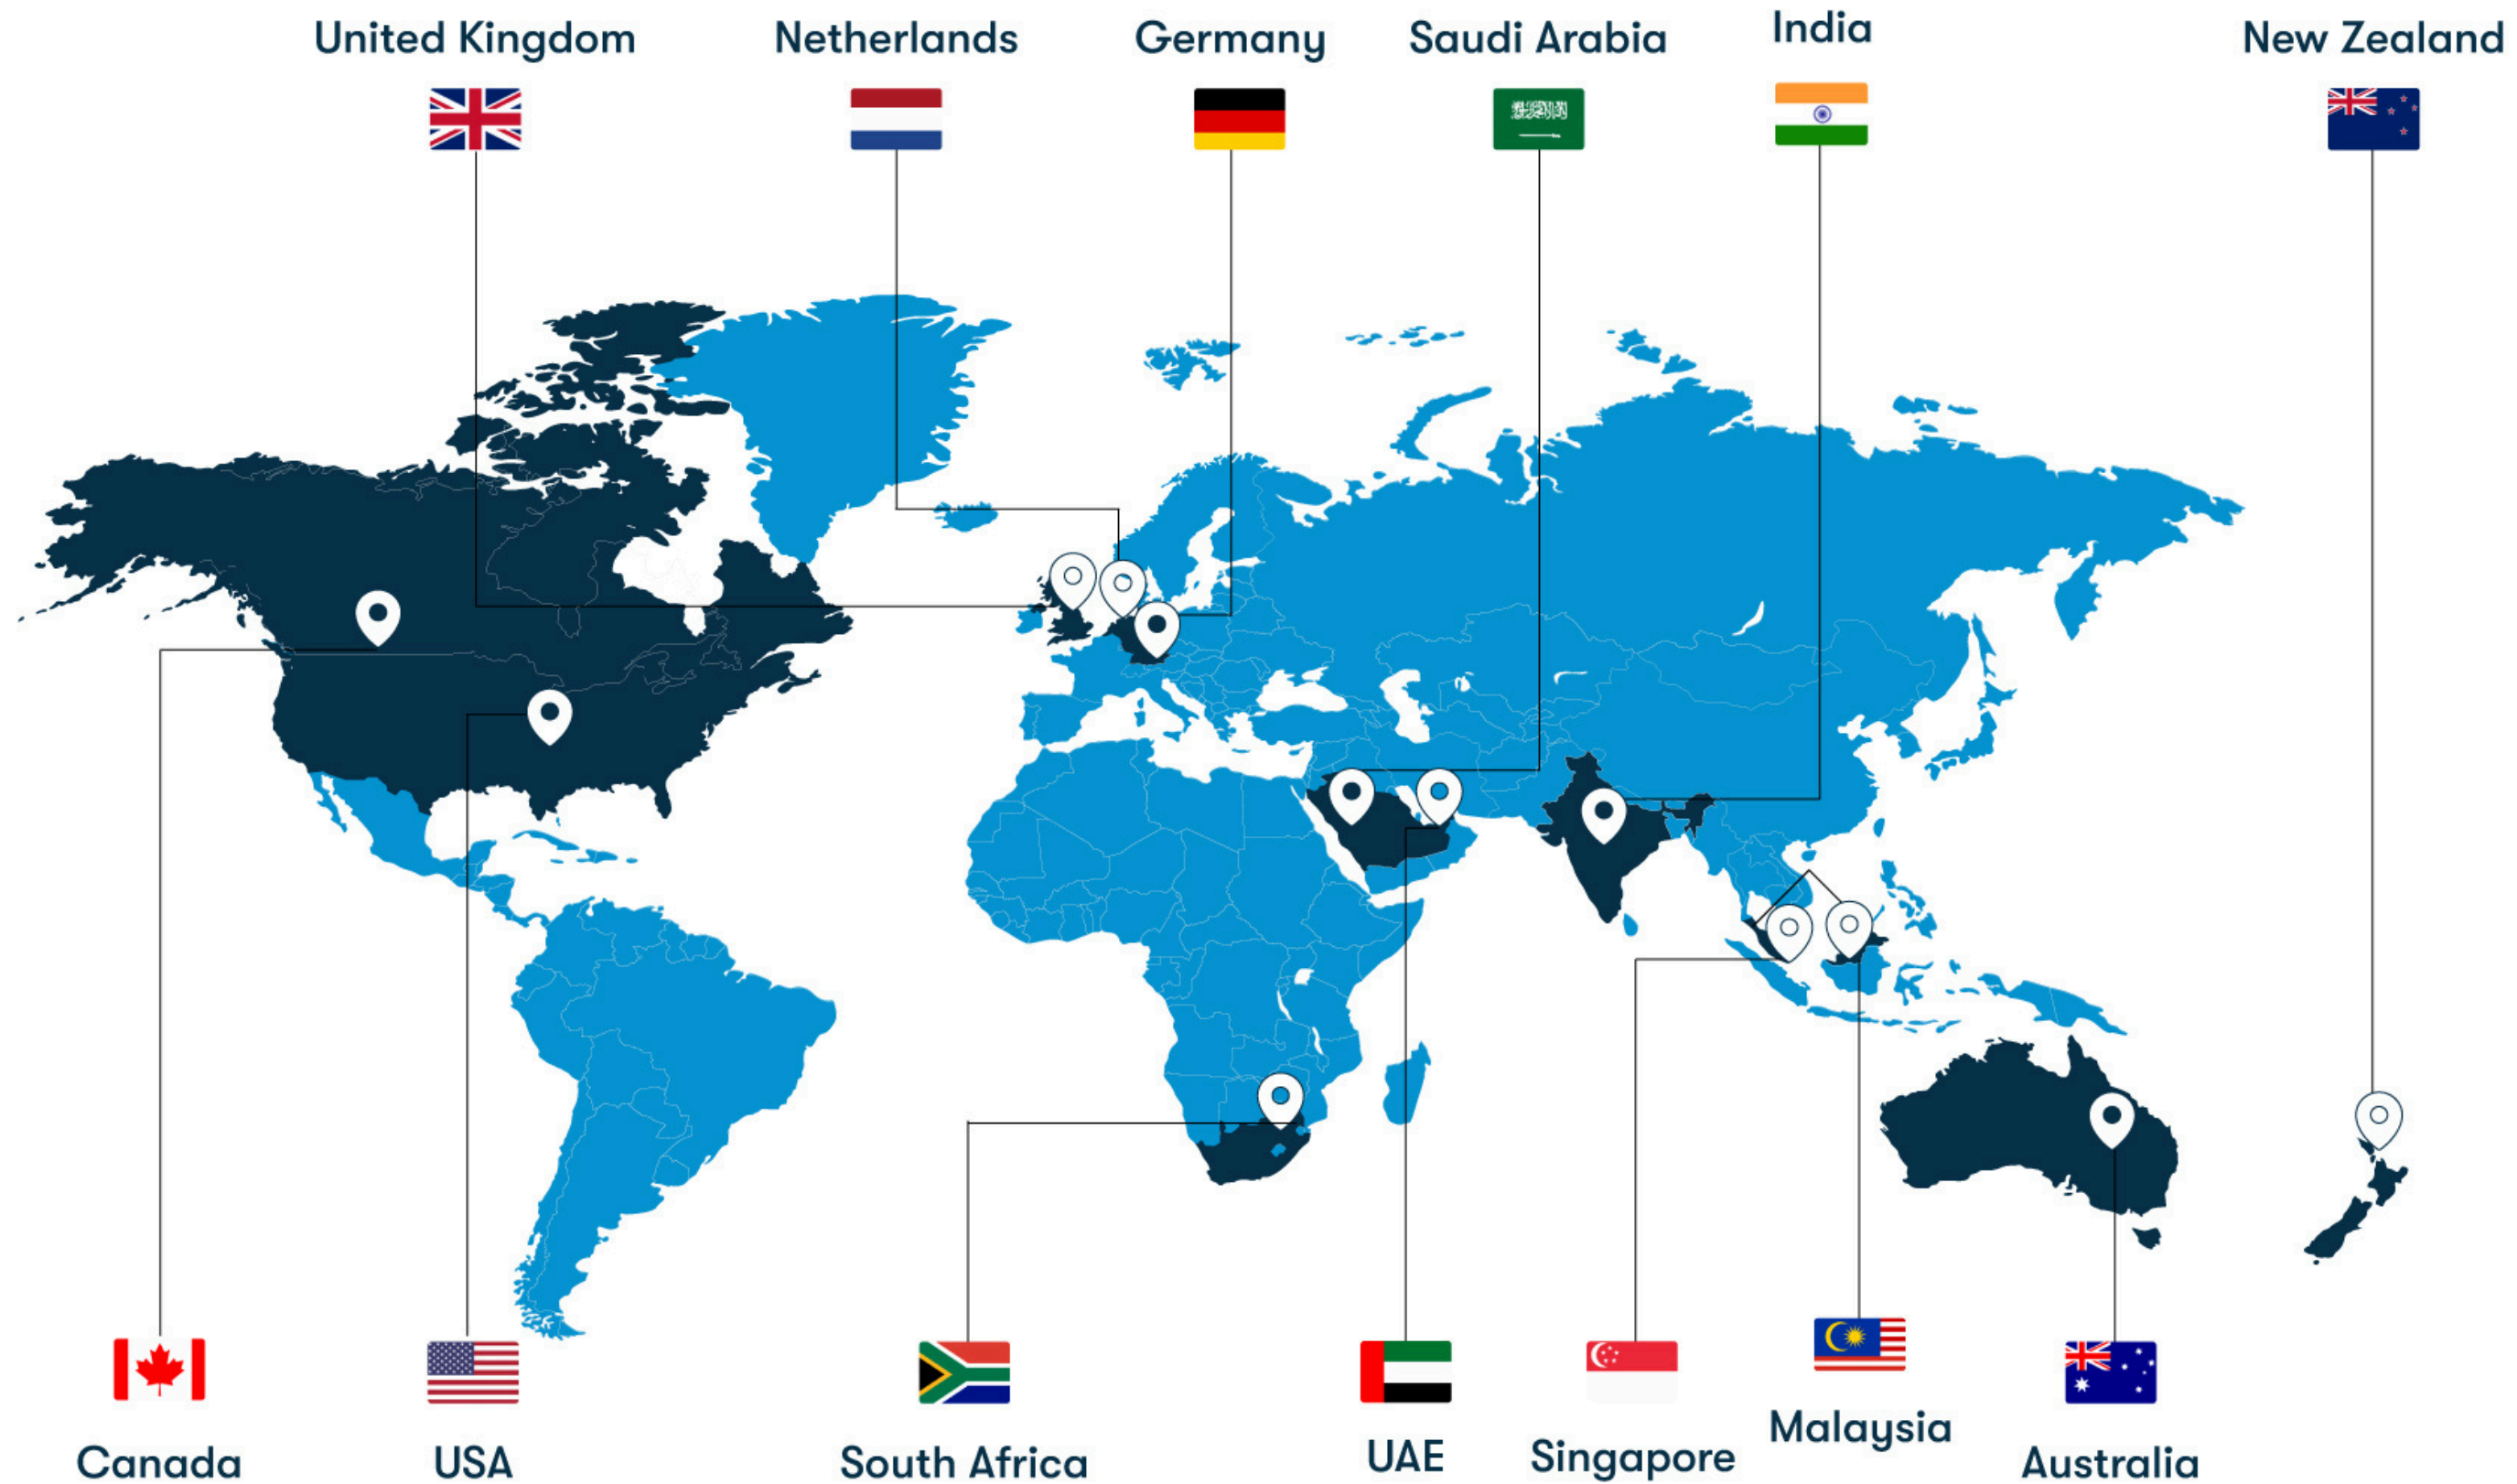 United Kingdom
Netherlands
Germany
Saudi Arabia
India
New Zealand
Canada
USA
South Africa
UAE
Singapore
Malaysia
Australia